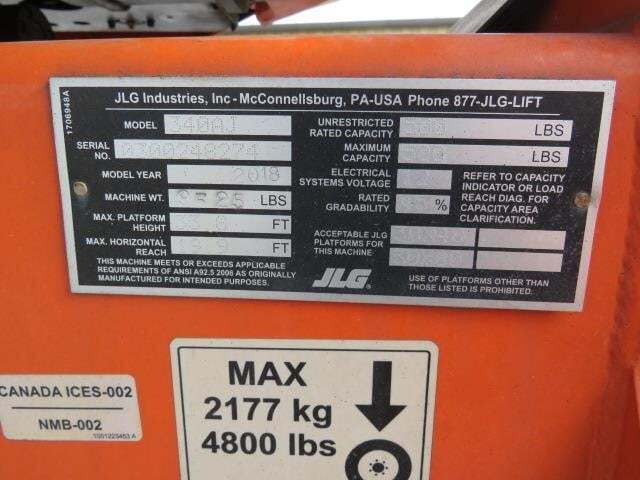 1706948A
JLG Industries, Inc - McConnellsburg, PA-USA Phone 877-JLG-LIFT
MODEL 340AJ
SERIAL NO. 0300248274
MODEL YEAR 2018
MACHINE WT. LBS
MAX. PLATFORM HEIGHT FT
MAX. HORIZONTAL REACH FT
THIS MACHINE MEETS OR EXCEEDS APPLICABLE
REQUIREMENTS OF ANSI A92.5 2006 AS ORIGINALLY
MANUFACTURED FOR INTENDED PURPOSES.
UNRESTRICTED RATED CAPACITY 500 LBS
MAXIMUM CAPACITY LBS
ELECTRICAL SYSTEMS VOLTAGE
RATED GRADABILITY %
REFER TO CAPACITY
INDICATOR OR LOAD
REACH DIAG. FOR
CAPACITY AREA
CLARIFICATION.
ACCEPTABLE JLG
PLATFORMS FOR
THIS MACHINE
JLG
USE OF PLATFORMS OTHER THAN
THOSE LISTED IS PROHIBITED.
CANADA ICES-002
NMB-002
1001223453 A
MAX
2177 kg
4800 lbs